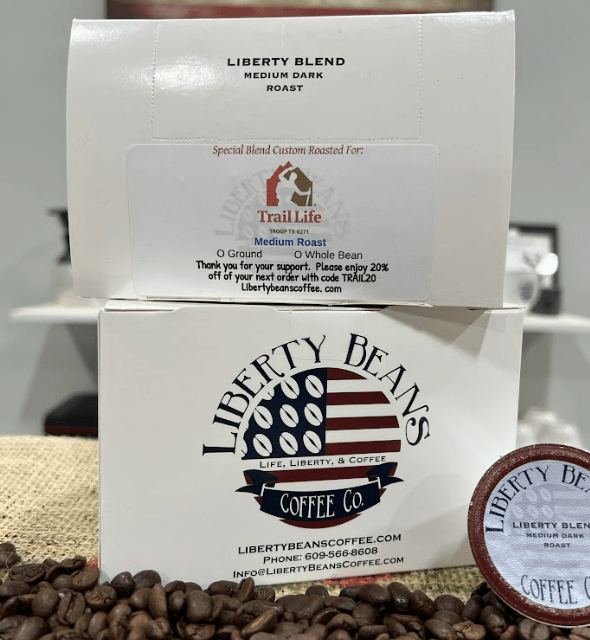 LIBERTY BLEND
MEDIUM DARK
ROAST
Special Blend Custom Roasted For:
Trail Life
TROOP TX-6271
Medium Roast
O Ground O Whole Bean
Thank you for your support. Please enjoy 20%
off of your next order with code TRAIL20
Libertybeanscoffee.com
LIBERTY BEANS
LIFE, LIBERTY, & COFFEE
COFFEE CO.
LIBERTYBEANSCOFFEE.COM
PHONE: 609-566-8608
INFO@LIBERTYBEANSCOFFEE.COM
LIBERTY BEA
LIBERTY BLEN
MEDIUM DARK
ROAST
COFFEE C